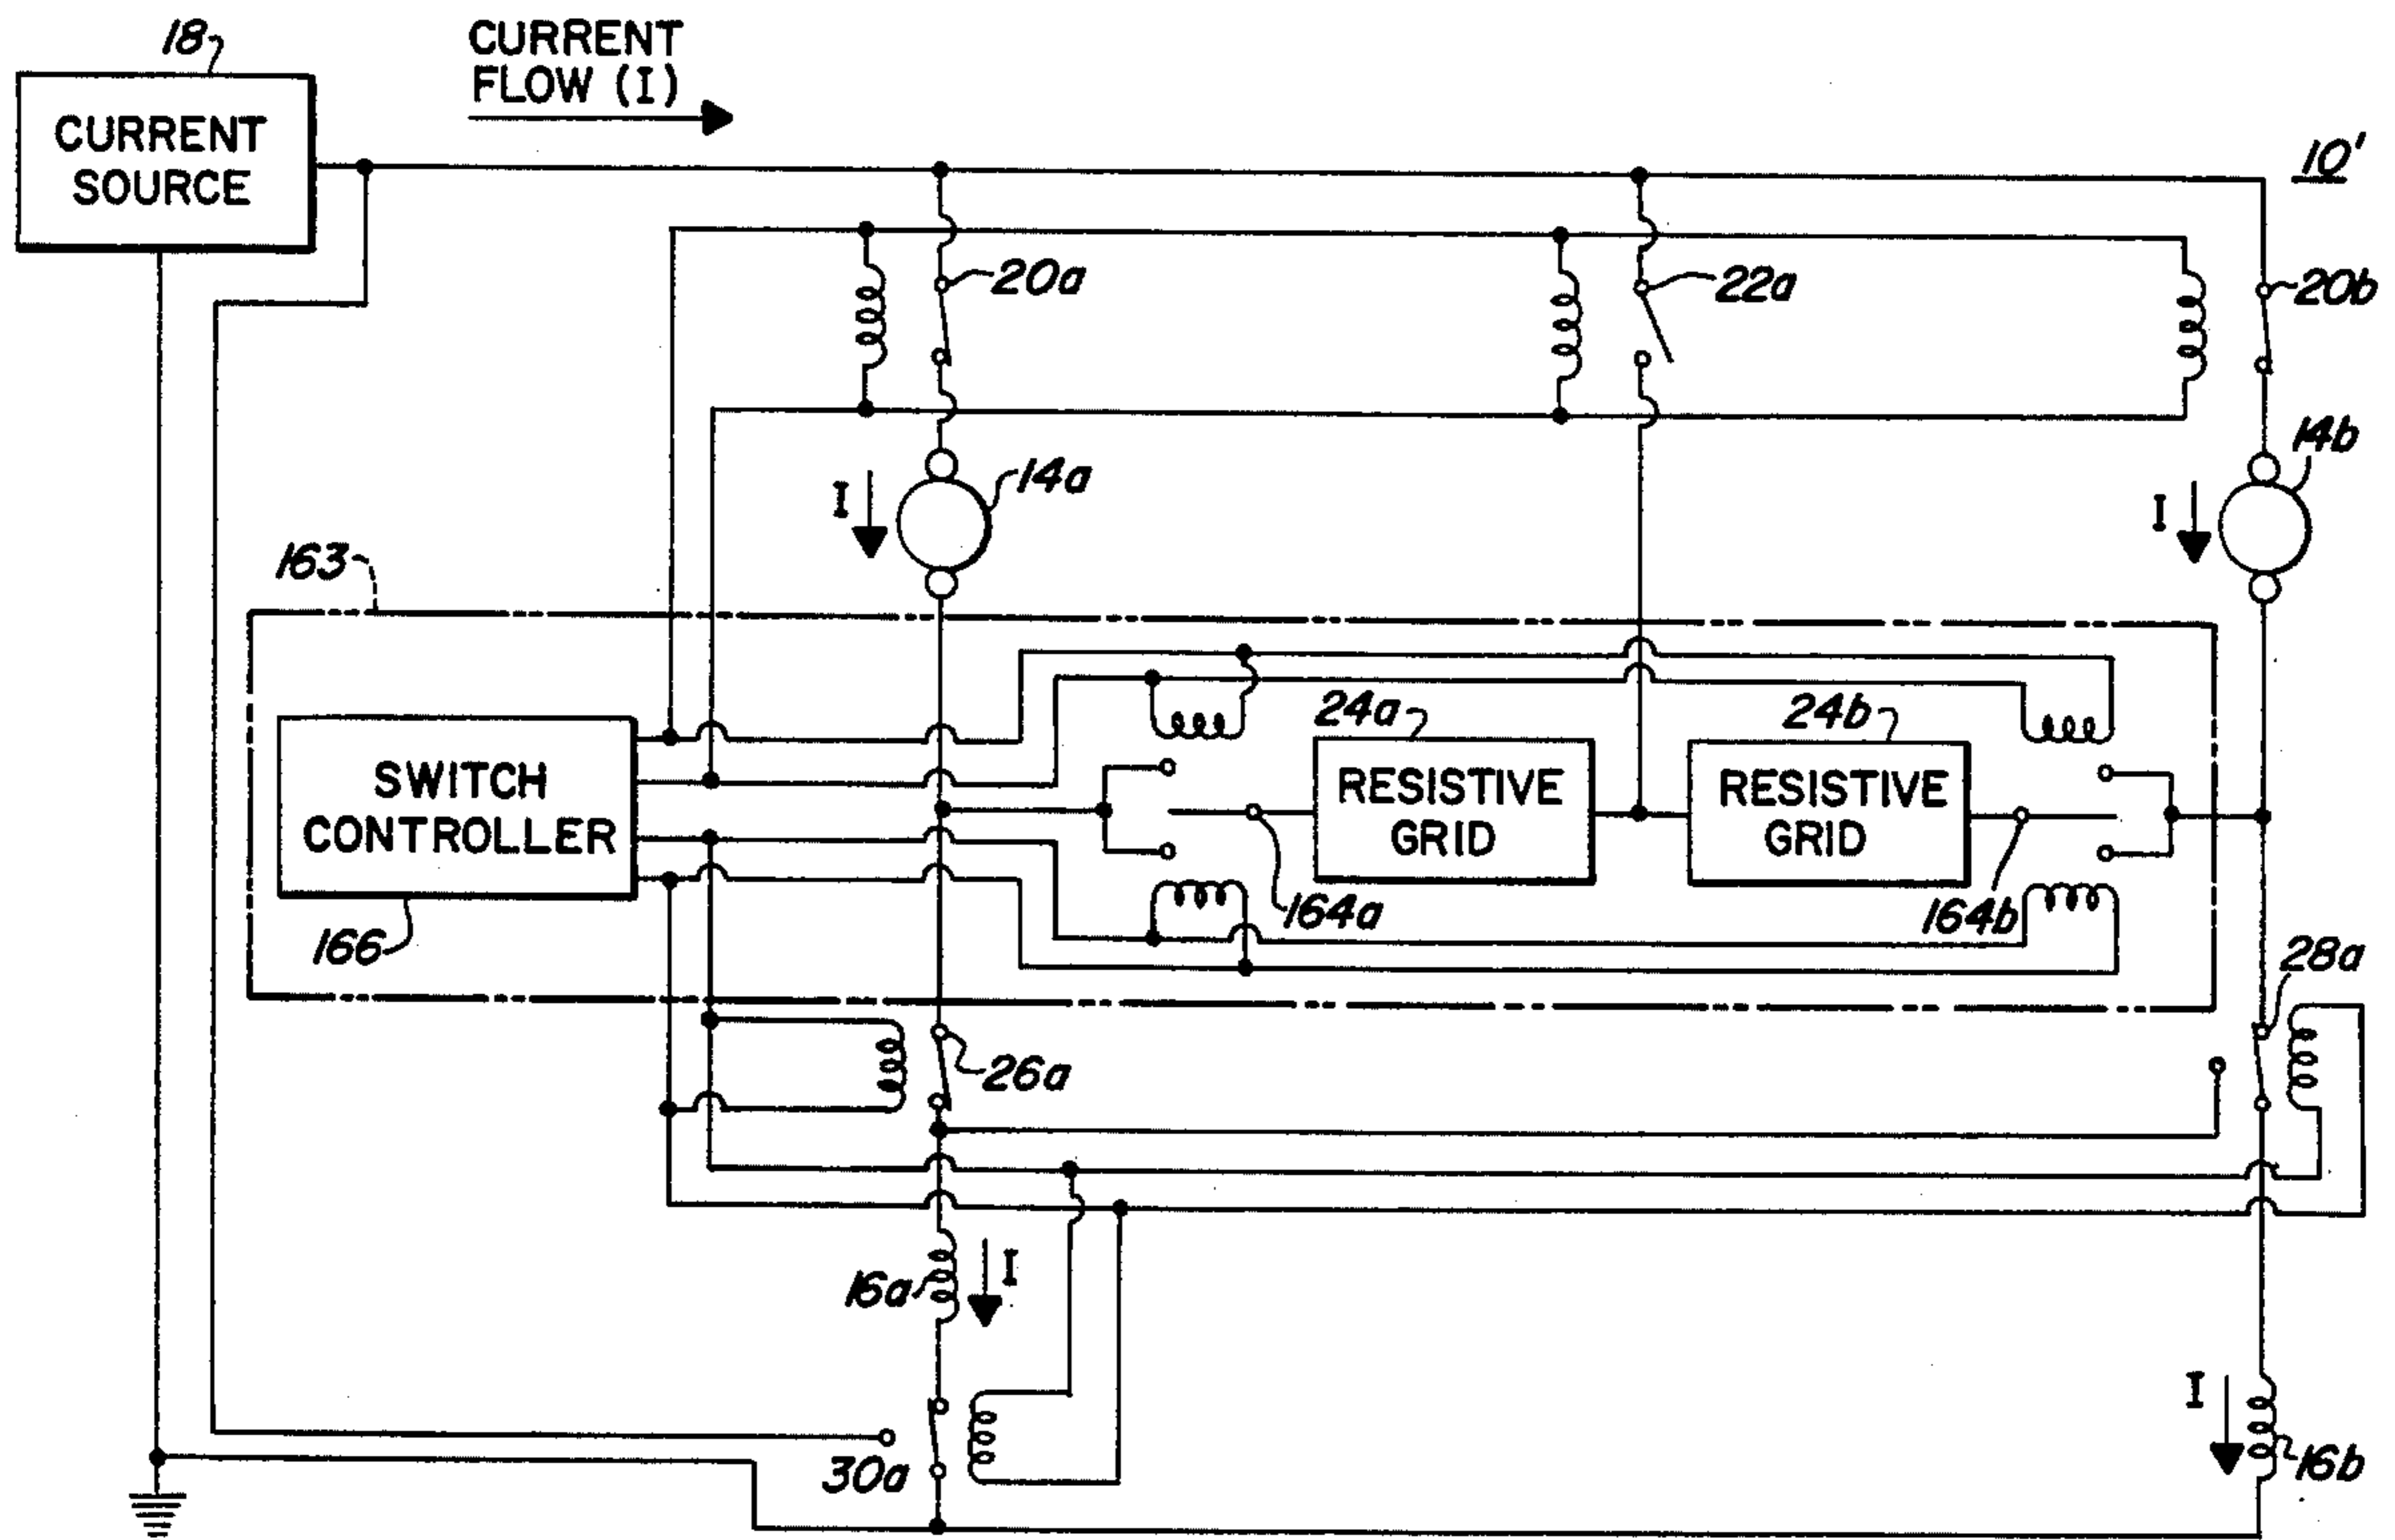 18
CURRENT
FLOW (I)
CURRENT
SOURCE
10'
20a
22a
20b
14b
14a
I
I
163
24a
24b
SWITCH
CONTROLLER
RESISTIVE
GRID
RESISTIVE
GRID
166
164a
164b
28a
26a
16a
I
I
30a
16b